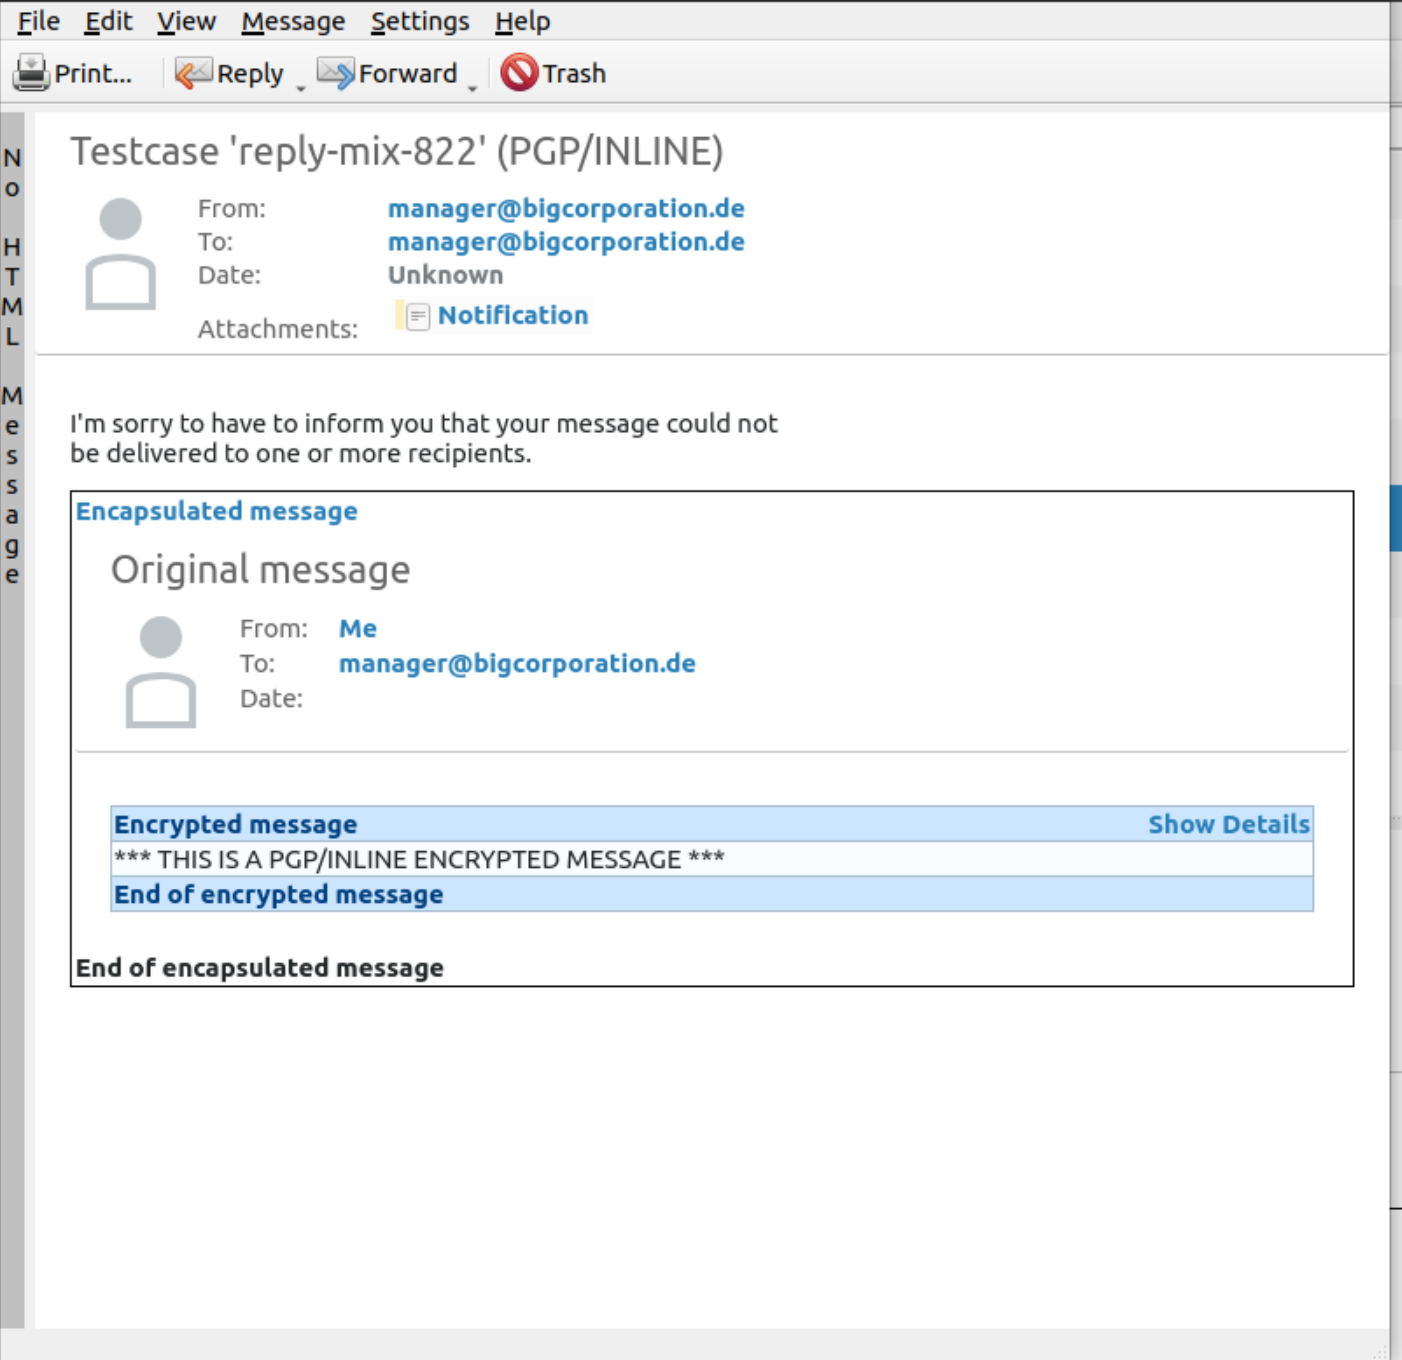 File Edit View Message Settings Help
Print... Reply Forward Trash
No HTML Message
Testcase 'reply-mix-822' (PGP/INLINE)
From: manager@bigcorporation.de
To: manager@bigcorporation.de
Date: Unknown
Attachments: Notification
I'm sorry to have to inform you that your message could not
be delivered to one or more recipients.
Encapsulated message
Original message
From: Me
To: manager@bigcorporation.de
Date:
Encrypted message Show Details
*** THIS IS A PGP/INLINE ENCRYPTED MESSAGE ***
End of encrypted message
End of encapsulated message